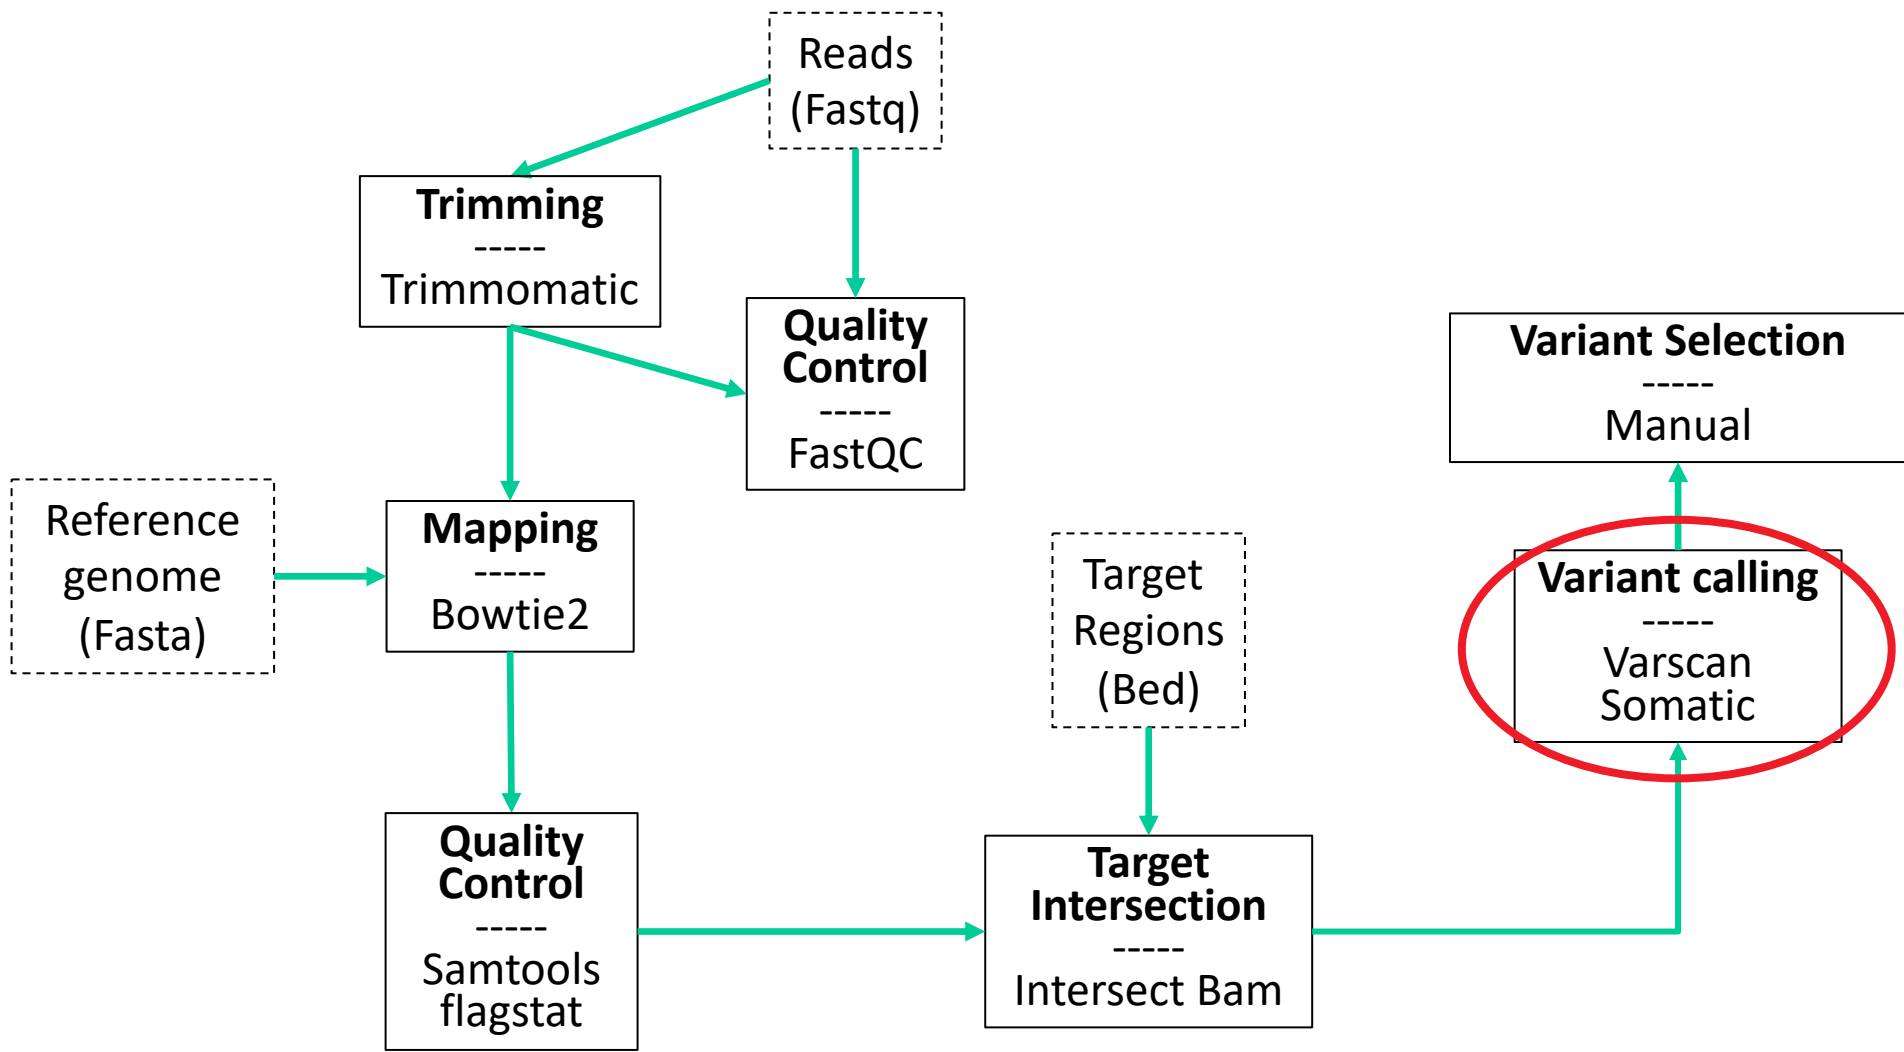 Reads
(Fastq)
Trimming
-----
Trimmomatic
Quality
Control
-----
FastQC
Reference
genome
(Fasta)
Mapping
-----
Bowtie2
Quality
Control
-----
Samtools
flagstat
Target
Regions
(Bed)
Target
Intersection
-----
Intersect Bam
Variant calling
-----
Varscan
Somatic
Variant Selection
-----
Manual